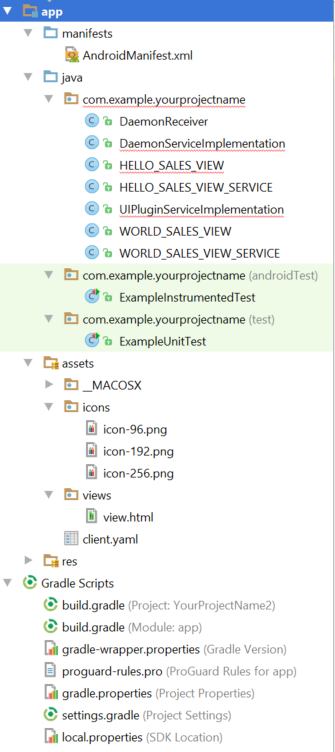 app
manifests
AndroidManifest.xml
java
com.example.yourprojectname
DaemonReceiver
DaemonServiceImplementation
HELLO_SALES_VIEW
HELLO_SALES_VIEW_SERVICE
UIPluginServiceImplementation
WORLD_SALES_VIEW
WORLD_SALES_VIEW_SERVICE
com.example.yourprojectname (androidTest)
ExampleInstrumentedTest
com.example.yourprojectname (test)
ExampleUnitTest
assets
__MACOSX
icons
icon-96.png
icon-192.png
icon-256.png
views
view.html
client.yaml
res
Gradle Scripts
build.gradle (Project: YourProjectName2)
build.gradle (Module: app)
gradle-wrapper.properties (Gradle Version)
proguard-rules.pro (ProGuard Rules for app)
gradle.properties (Project Properties)
settings.gradle (Project Settings)
local.properties (SDK Location)